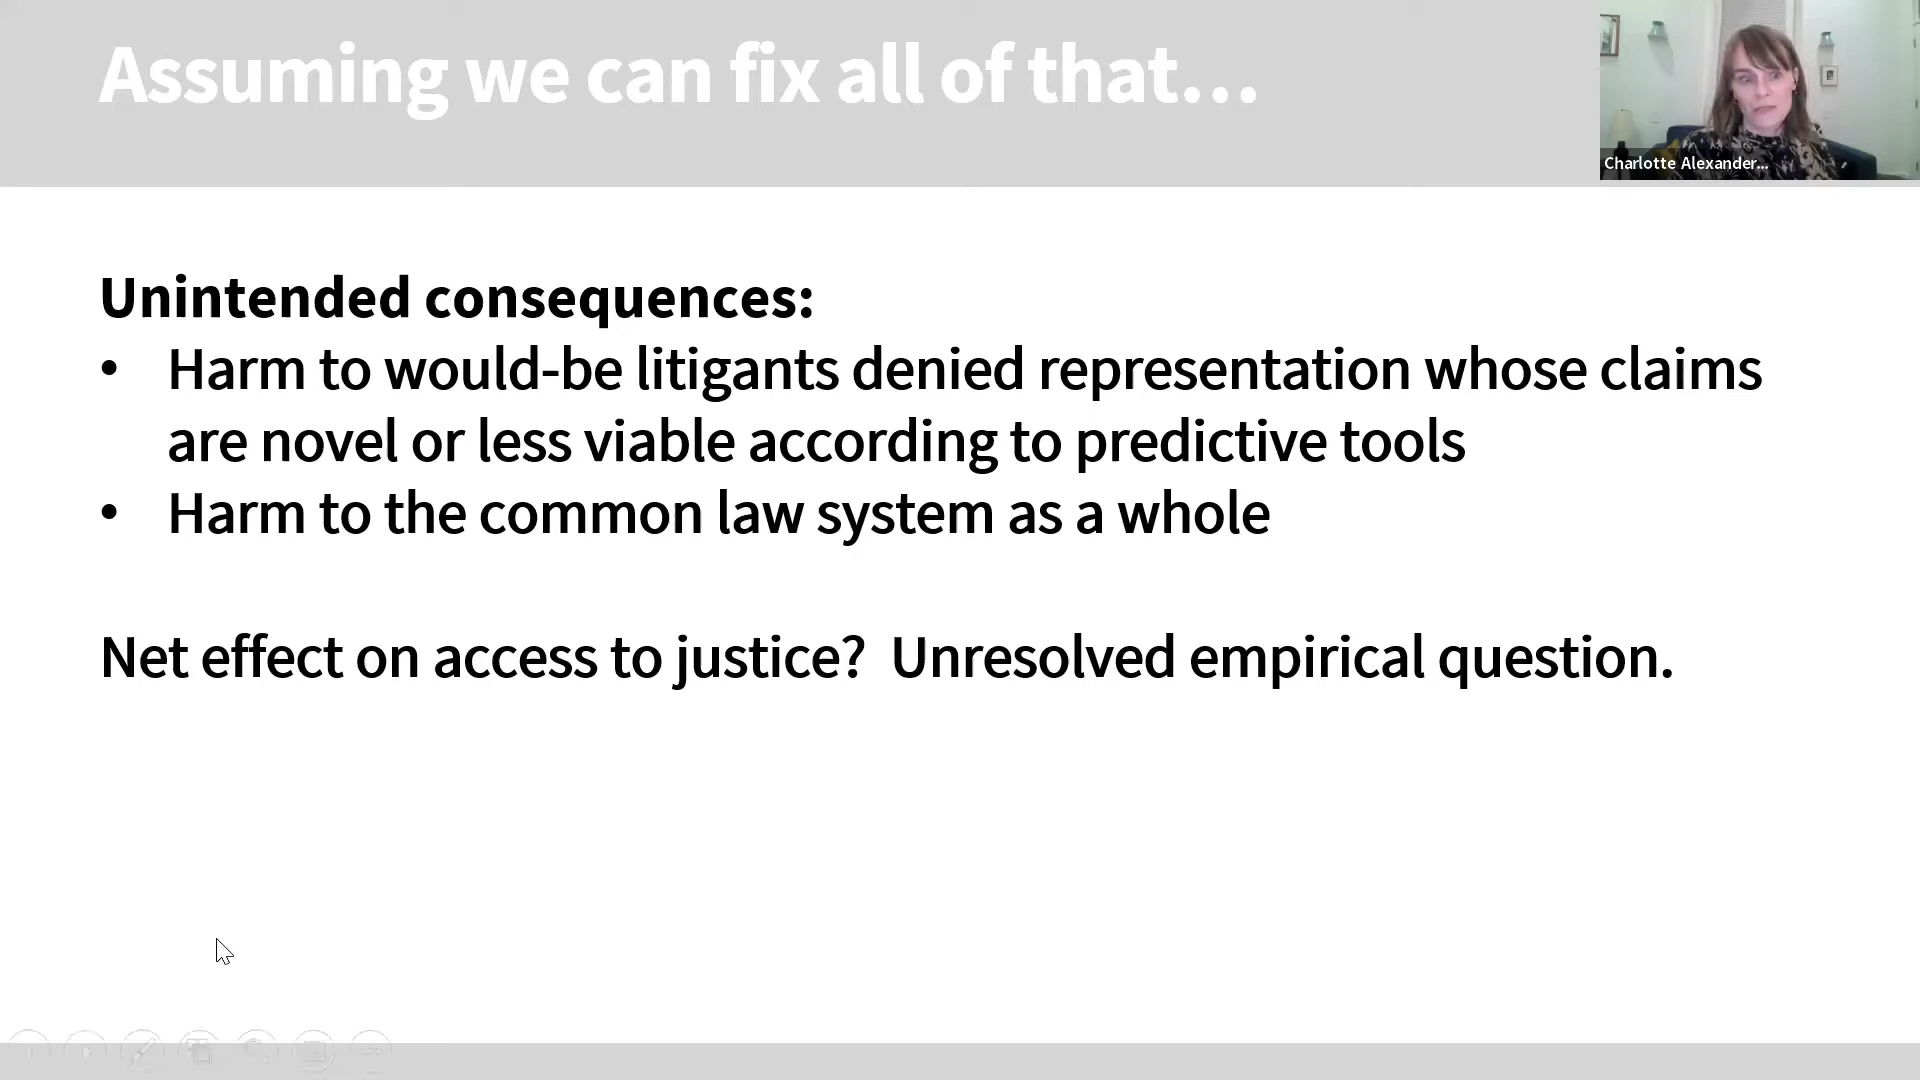 Assuming we can fix all of that...
Charlotte Alexander...
Unintended consequences:
• Harm to would-be litigants denied representation whose claims
are novel or less viable according to predictive tools
• Harm to the common law system as a whole
Net effect on access to justice? Unresolved empirical question.